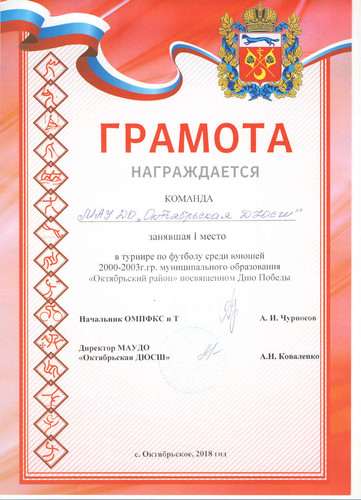 ГРАМОТА
НАГРАЖДАЕТСЯ
КОМАНДА
МАУ ДО „Октябрьская ДЮСШ"
занявшая I место
в турнире по футболу среди юношей
2000-2003г.гр. муниципального образования
«Октябрьский район» посвященном Дню Победы
Начальник ОМПФКС и Т А. И. Чурносов
Директор МАУДО
«Октябрьская ДЮСШ» А.Н. Коваленко
с. Октябрьское, 2018 год